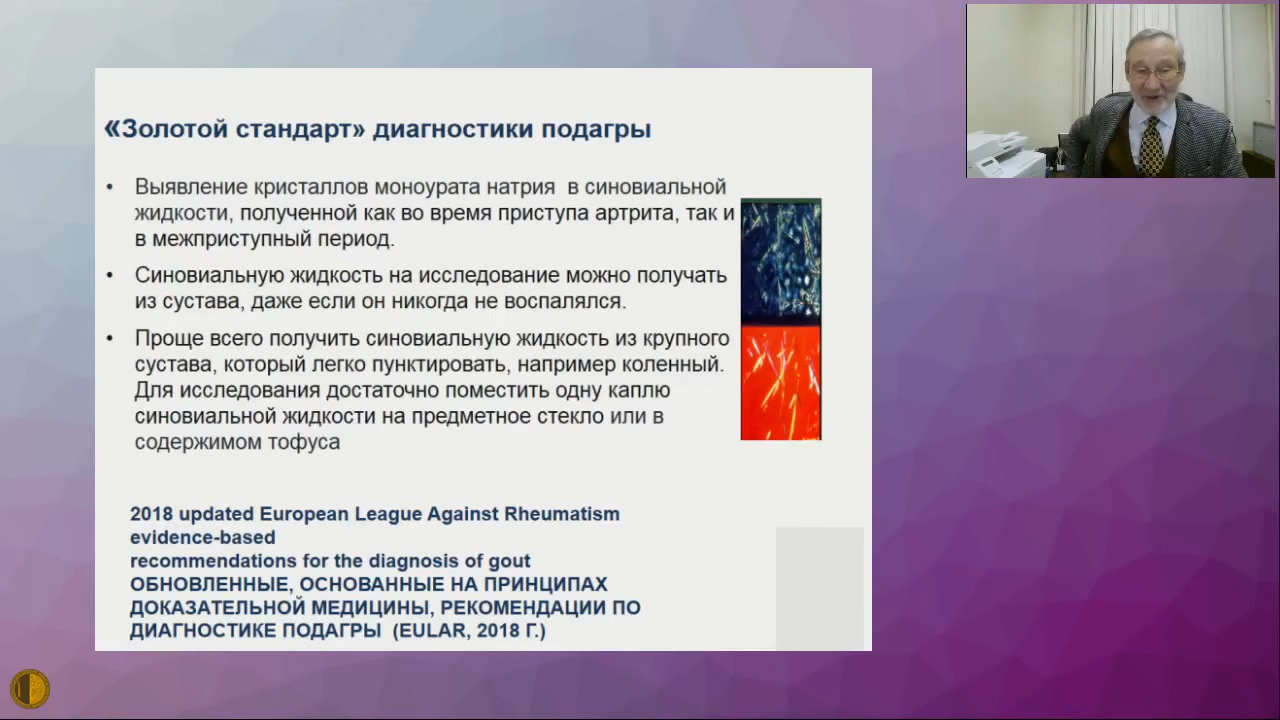 «Золотой стандарт» диагностики подагры
• Выявление кристаллов моноурата натрия в синовиальной
жидкости, полученной как во время приступа артрита, так и
в межприступный период.
• Синовиальную жидкость на исследование можно получать
из сустава, даже если он никогда не воспалялся.
• Проще всего получить синовиальную жидкость из крупного
сустава, который легко пунктировать, например коленный.
Для исследования достаточно поместить одну каплю
синовиальной жидкости на предметное стекло или в
содержимом тофуса
2018 updated European League Against Rheumatism
evidence-based
recommendations for the diagnosis of gout
ОБНОВЛЕННЫЕ, ОСНОВАННЫЕ НА ПРИНЦИПАХ
ДОКАЗАТЕЛЬНОЙ МЕДИЦИНЫ, РЕКОМЕНДАЦИИ ПО
ДИАГНОСТИКЕ ПОДАГРЫ (EULAR, 2018 Г.)